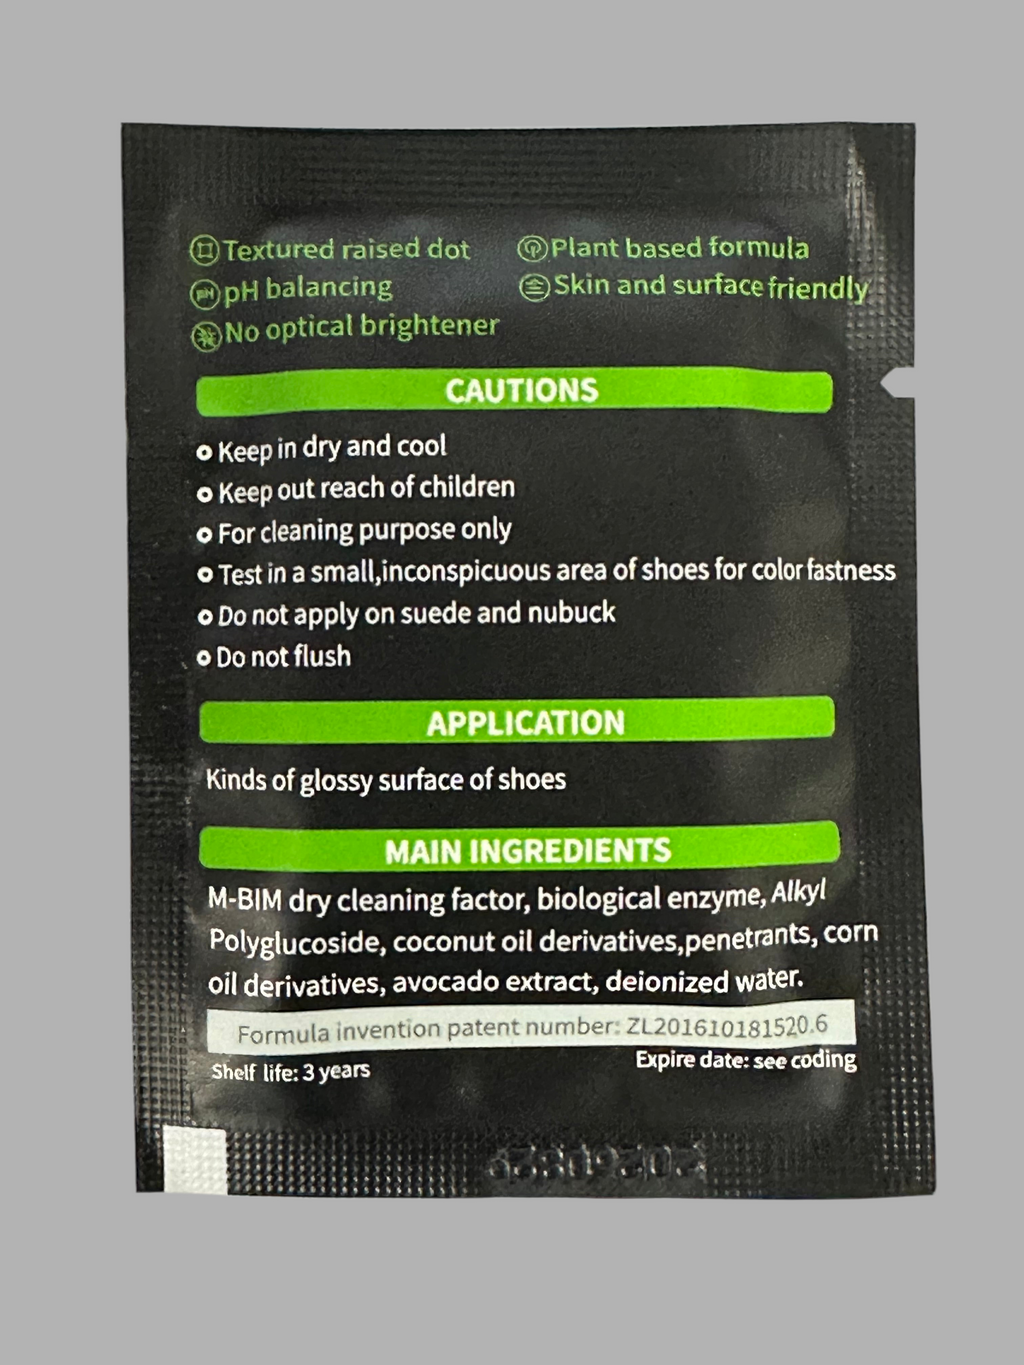 Textured raised dot Plant based formula
pH pH balancing Skin and surface friendly
No optical brightener
CAUTIONS
Keep in dry and cool
Keep out reach of children
For cleaning purpose only
Test in a small,inconspicuous area of shoes for color fastness
Do not apply on suede and nubuck
Do not flush
APPLICATION
Kinds of glossy surface of shoes
MAIN INGREDIENTS
M-BIM dry cleaning factor, biological enzyme, Alkyl
Polyglucoside, coconut oil derivatives,penetrants, corn
oil derivatives, avocado extract, deionized water.
Formula invention patent number: ZL201610181520.6
Shelf life: 3 years Expire date: see coding